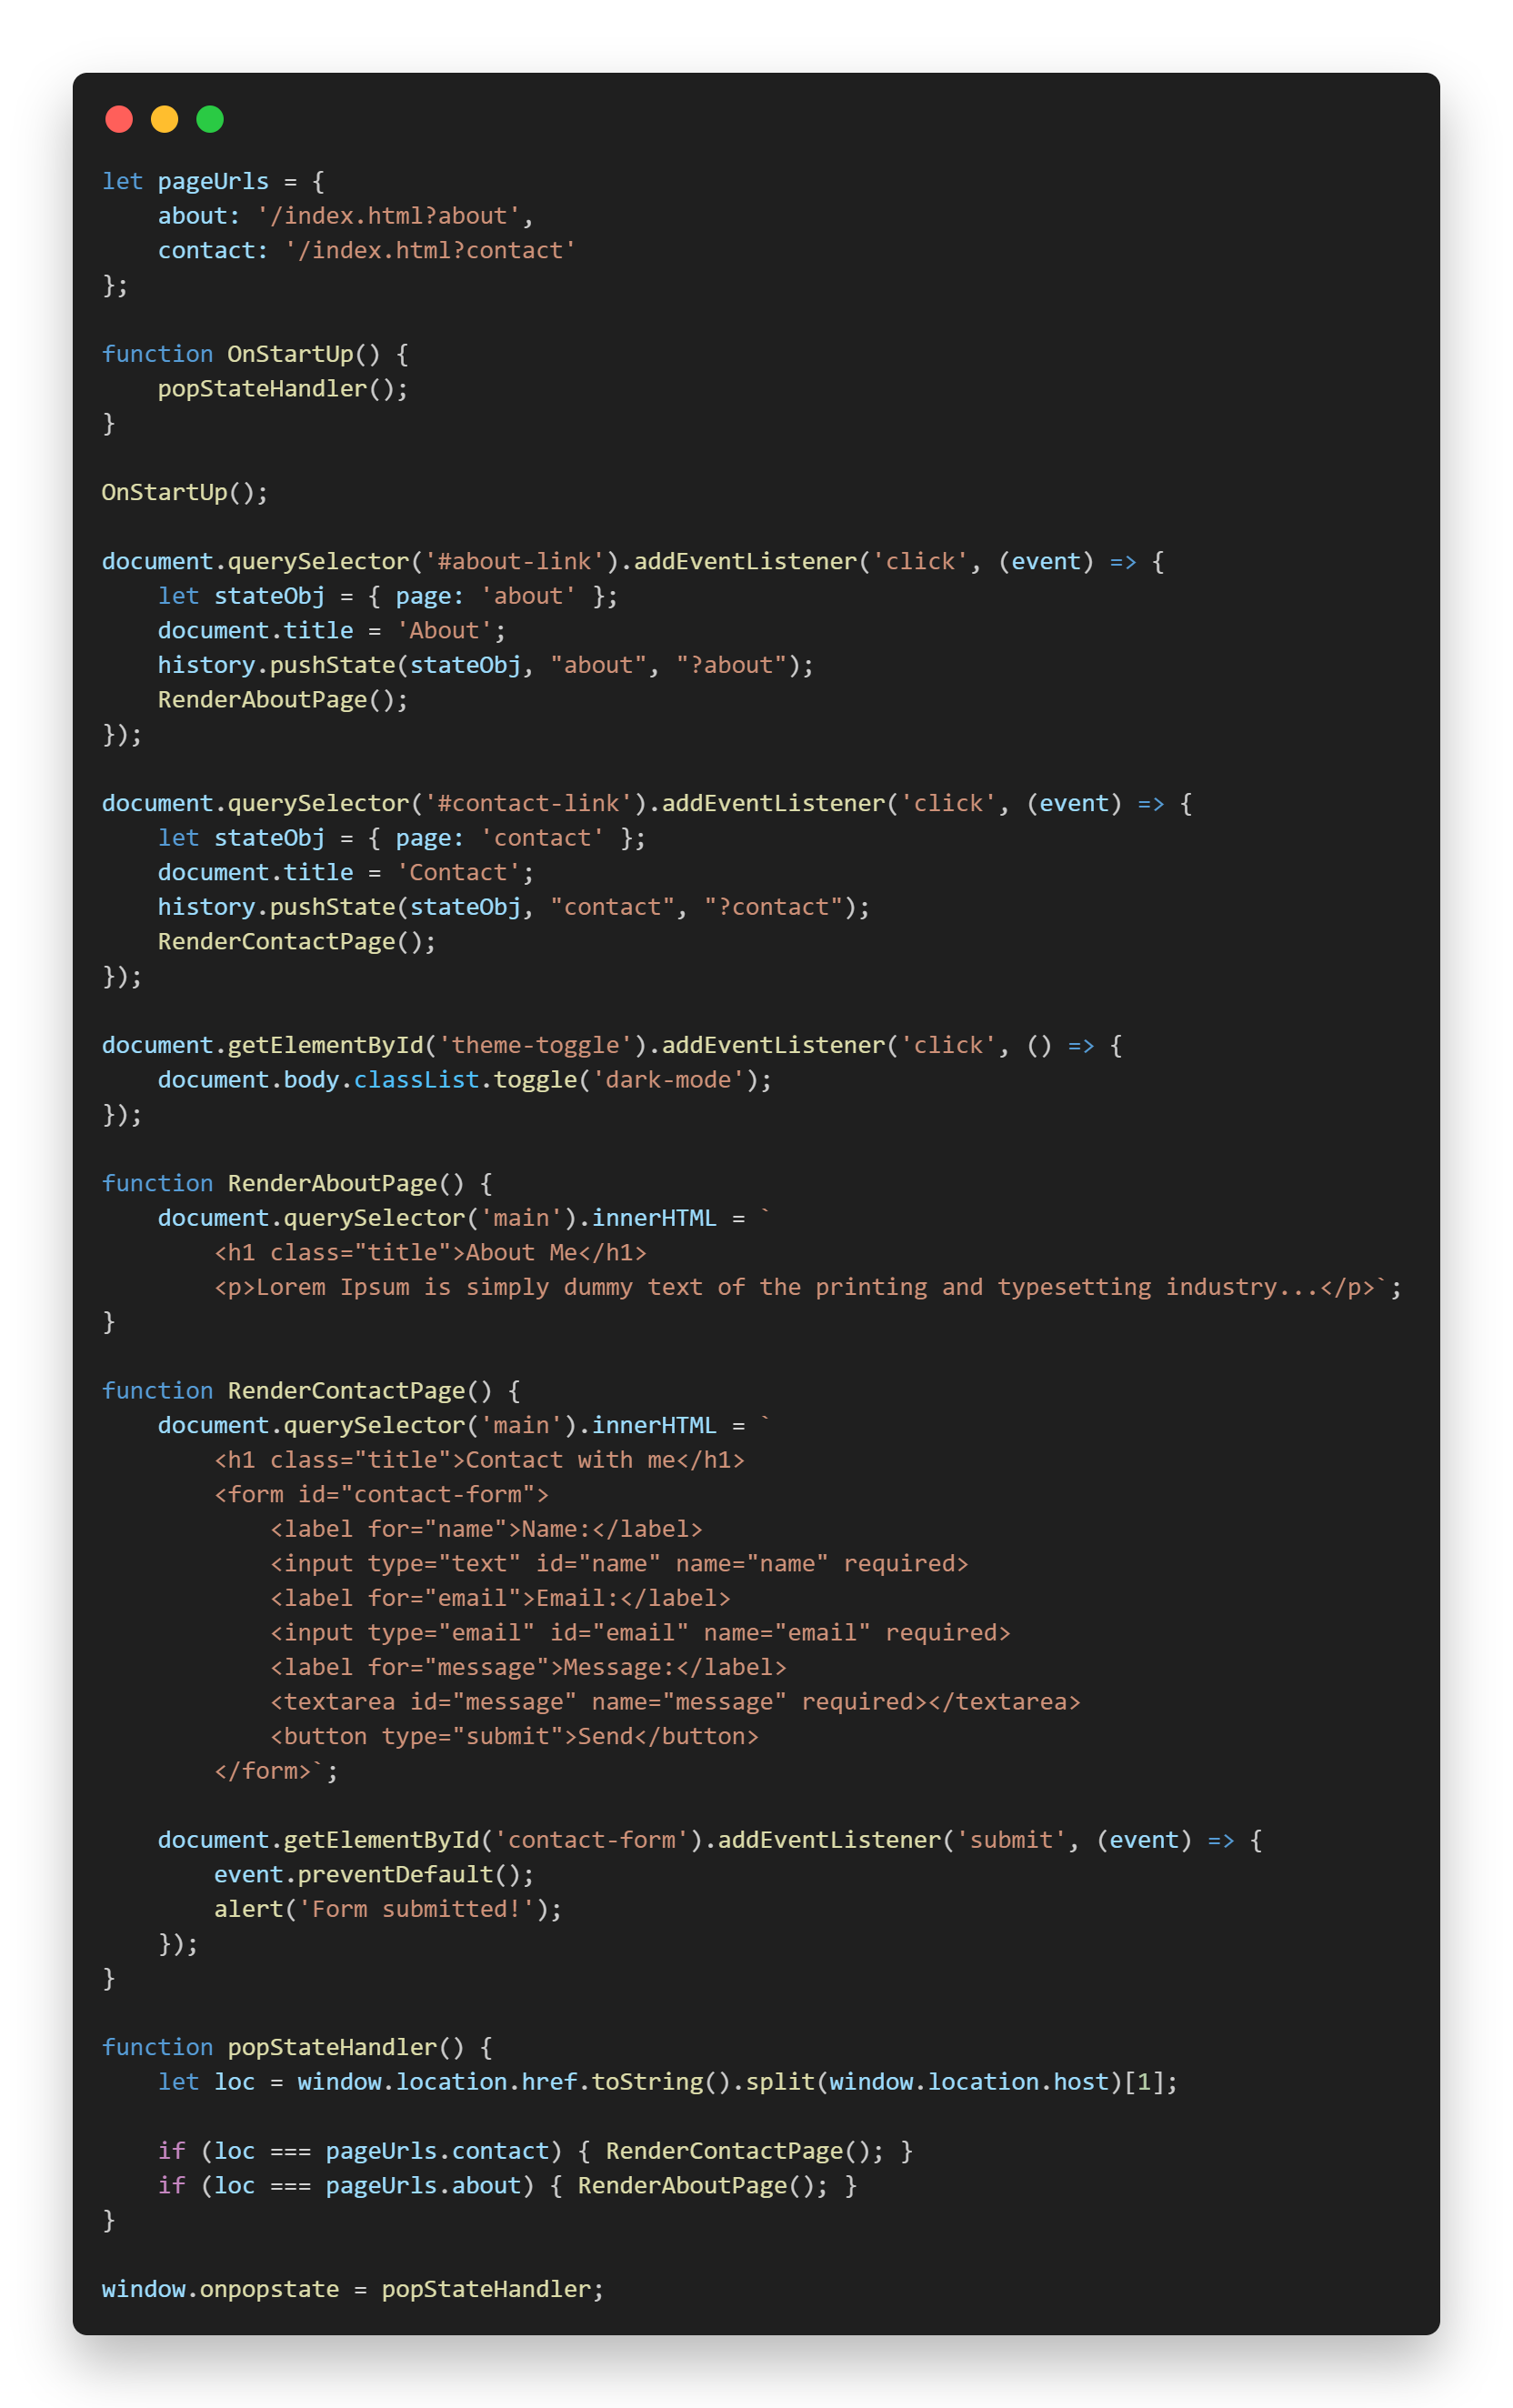 let pageUrls = {
    about: '/index.html?about',
    contact: '/index.html?contact'
};

function OnStartUp() {
    popStateHandler();
}

OnStartUp();

document.querySelector('#about-link').addEventListener('click', (event) => {
    let stateObj = { page: 'about' };
    document.title = 'About';
    history.pushState(stateObj, "about", "?about");
    RenderAboutPage();
});

document.querySelector('#contact-link').addEventListener('click', (event) => {
    let stateObj = { page: 'contact' };
    document.title = 'Contact';
    history.pushState(stateObj, "contact", "?contact");
    RenderContactPage();
});

document.getElementById('theme-toggle').addEventListener('click', () => {
    document.body.classList.toggle('dark-mode');
});

function RenderAboutPage() {
    document.querySelector('main').innerHTML = `
        <h1 class="title">About Me</h1>
        <p>Lorem Ipsum is simply dummy text of the printing and typesetting industry...</p>`;
}

function RenderContactPage() {
    document.querySelector('main').innerHTML = `
        <h1 class="title">Contact with me</h1>
        <form id="contact-form">
            <label for="name">Name:</label>
            <input type="text" id="name" name="name" required>
            <label for="email">Email:</label>
            <input type="email" id="email" name="email" required>
            <label for="message">Message:</label>
            <textarea id="message" name="message" required></textarea>
            <button type="submit">Send</button>
        </form>`;

    document.getElementById('contact-form').addEventListener('submit', (event) => {
        event.preventDefault();
        alert('Form submitted!');
    });
}

function popStateHandler() {
    let loc = window.location.href.toString().split(window.location.host)[1];

    if (loc === pageUrls.contact) { RenderContactPage(); }
    if (loc === pageUrls.about) { RenderAboutPage(); }
}

window.onpopstate = popStateHandler;